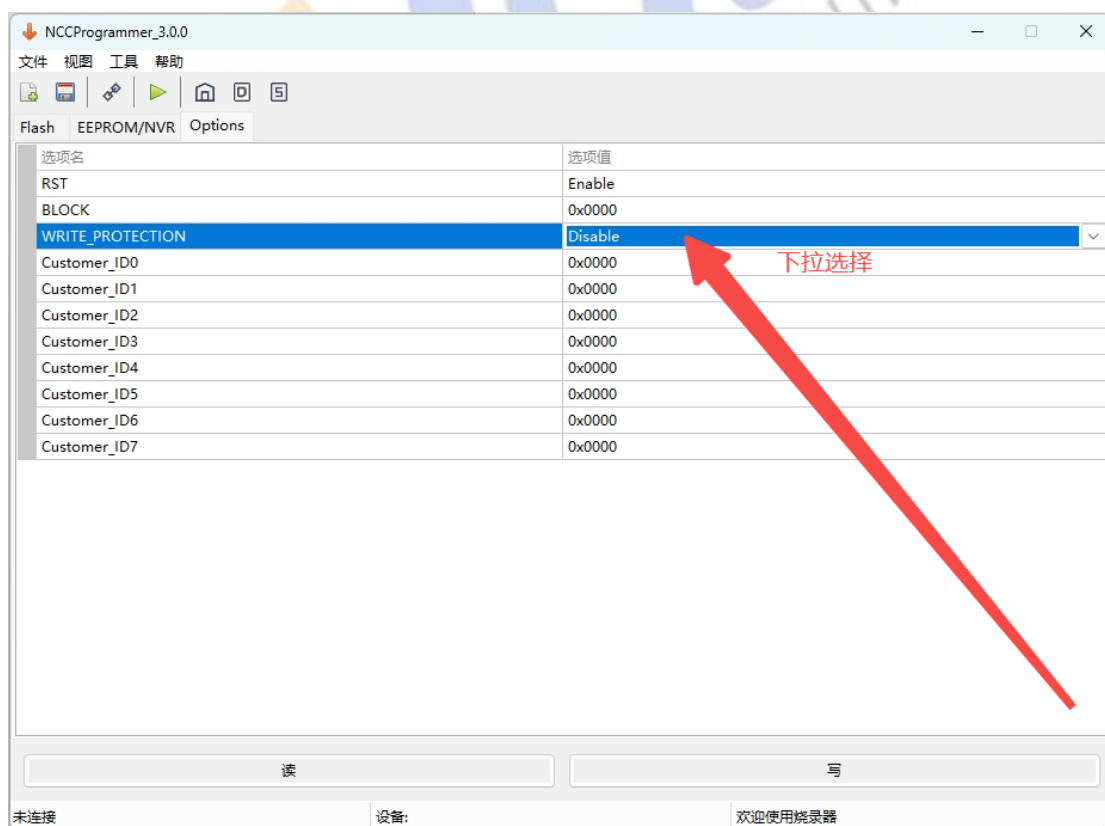 NCCProgrammer_3.0.0
文件 视图 工具 帮助
D S
Flash EEPROM/NVR Options
选项名 选项值
RST Enable
BLOCK 0x0000
WRITE_PROTECTION Disable
下拉选择
Customer_ID0 0x0000
Customer_ID1 0x0000
Customer_ID2 0x0000
Customer_ID3 0x0000
Customer_ID4 0x0000
Customer_ID5 0x0000
Customer_ID6 0x0000
Customer_ID7 0x0000
读 写
未连接 设备: 欢迎使用烧录器